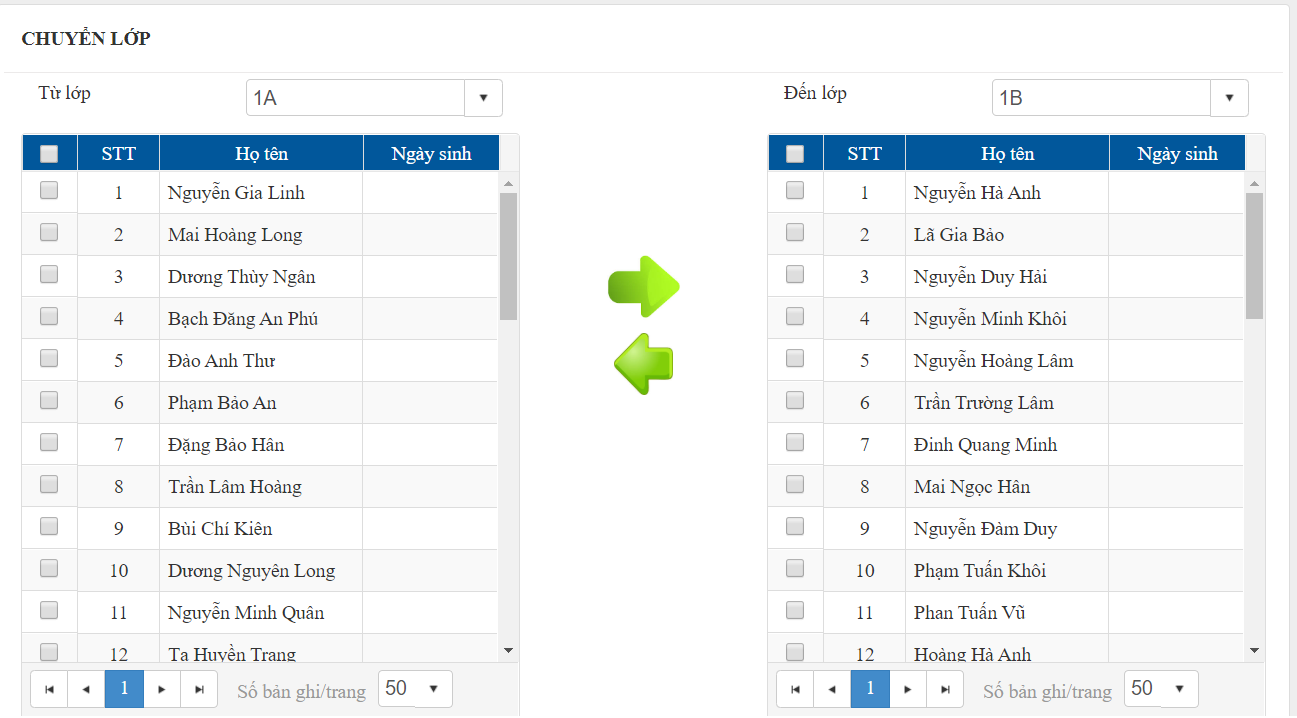 CHUYỂN LỚP
Từ lớp 1A
Đến lớp 1B
STT Họ tên Ngày sinh
1 Nguyễn Gia Linh
2 Mai Hoàng Long
3 Dương Thùy Ngân
4 Bạch Đăng An Phú
5 Đào Anh Thư
6 Phạm Bảo An
7 Đặng Bảo Hân
8 Trần Lâm Hoàng
9 Bùi Chí Kiên
10 Dương Nguyên Long
11 Nguyễn Minh Quân
12 Tạ Huyền Trang
1 Số bản ghi/trang 50
STT Họ tên Ngày sinh
1 Nguyễn Hà Anh
2 Lã Gia Bảo
3 Nguyễn Duy Hải
4 Nguyễn Minh Khôi
5 Nguyễn Hoàng Lâm
6 Trần Trường Lâm
7 Đinh Quang Minh
8 Mai Ngọc Hân
9 Nguyễn Đàm Duy
10 Phạm Tuấn Khôi
11 Phan Tuấn Vũ
12 Hoàng Hà Anh
1 Số bản ghi/trang 50